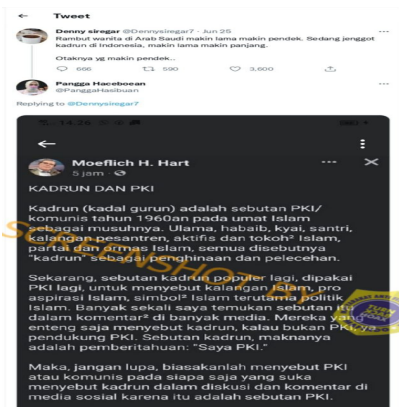 ← Tweet
Denny siregar @Dennysiregar7 · Jun 25
Rambut wanita di Arab Saudi makin lama makin pendek. Sedang jenggot
kadrun di Indonesia, makin lama makin panjang.
Otaknya yg makin pendek..
666 590 3,600
Pangga Haceboean
@PanggaHasibuan
Replying to @Dennysiregar7
14.26
Moeflich H. Hart
5 jam
KADRUN DAN PKI
Kadrun (kadal gurun) adalah sebutan PKI/
komunis tahun 1960an pada umat Islam
sebagai musuhnya. Ulama, habaib, kyai, santri,
kalangan pesantren, aktifis dan tokoh² Islam,
partai dan ormas Islam, semua disebutnya
"kadrun" sebagai penghinaan dan pelecehan.
Sekarang, sebutan kadrun populer lagi, dipakai
PKI lagi, untuk menyebut kalangan Islam, pro
aspirasi Islam, simbol² Islam terutama politik
Islam. Banyak sekali saya temukan sebutan itu
dalam komentar² di banyak media. Mereka yang
enteng saja menyebut kadrun, kalau bukan PKI, ya
pendukung PKI. Sebutan kadrun, maknanya
adalah pemberitahuan: "Saya PKI."
Maka, jangan lupa, biasakanlah menyebut PKI
atau komunis pada siapa saja yang suka
menyebut kadrun dalam diskusi dan komentar di
media sosial karena itu adalah sebutan PKI.
SCREENSHOT BY
TURN
HOAX